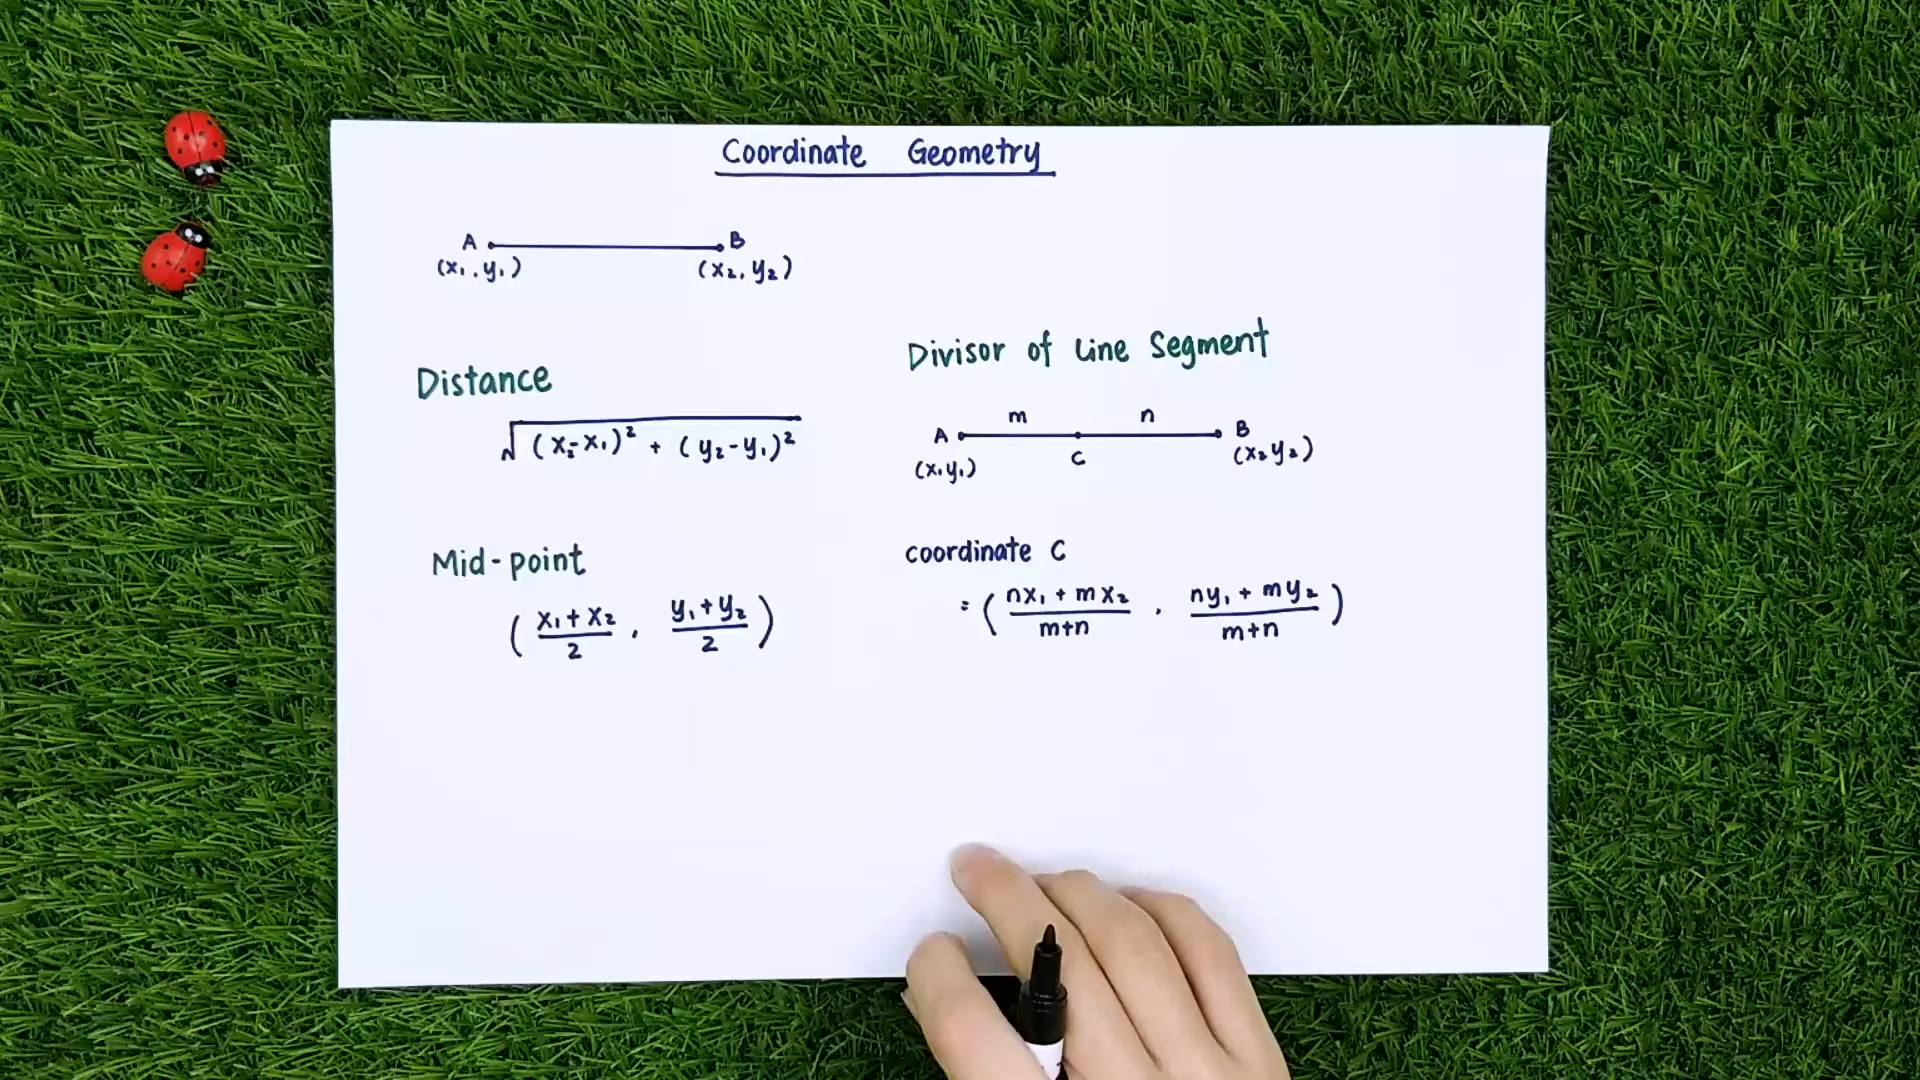 Coordinate Geometry
A B
(x₁, y₁) (x₂, y₂)
Distance
√((x₂-x₁)² + (y₂-y₁)²)
Mid-point
(x₁+x₂/2, y₁+y₂/2)
Divisor of Line Segment
m n
A C B
(x₁y₁) (x₂y₂)
coordinate C
= (nx₁ + mx₂/m+n, ny₁ + my₂/m+n)